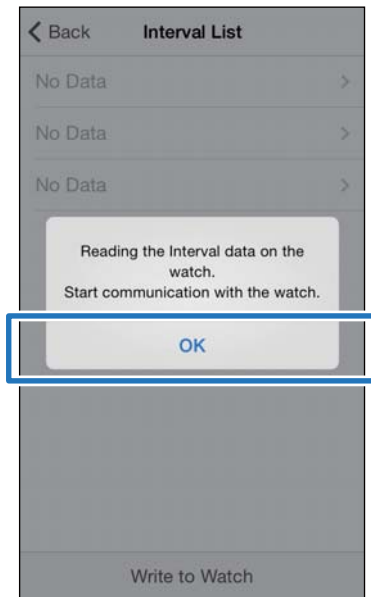 Back Interval List
No Data
No Data
No Data
Reading the Interval data on the
watch.
Start communication with the watch.
OK
Write to Watch